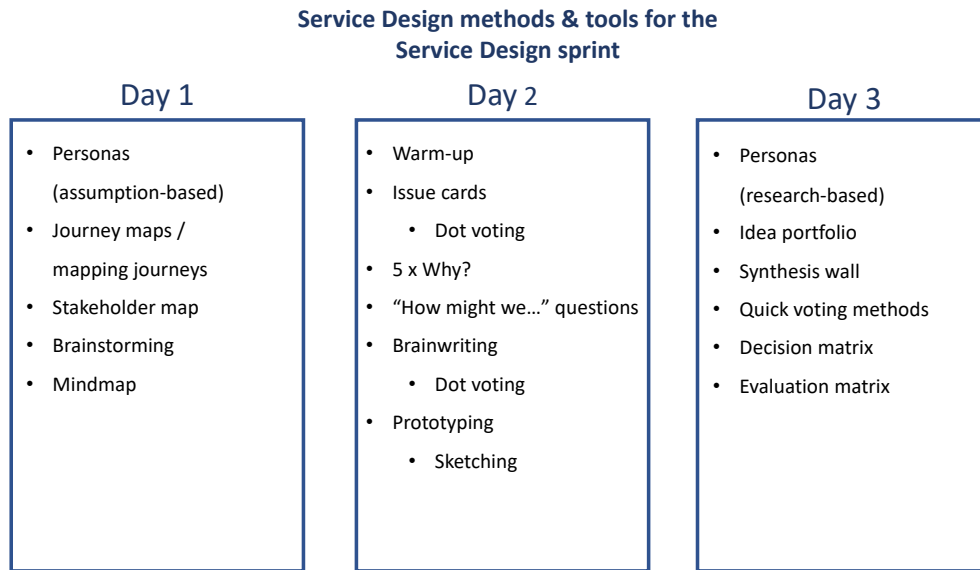 Service Design methods & tools for the
Service Design sprint
Day 1
• Personas
(assumption-based)
• Journey maps /
mapping journeys
• Stakeholder map
• Brainstorming
• Mindmap
Day 2
• Warm-up
• Issue cards
• Dot voting
• 5 x Why?
• “How might we…” questions
• Brainwriting
• Dot voting
• Prototyping
• Sketching
Day 3
• Personas
(research-based)
• Idea portfolio
• Synthesis wall
• Quick voting methods
• Decision matrix
• Evaluation matrix